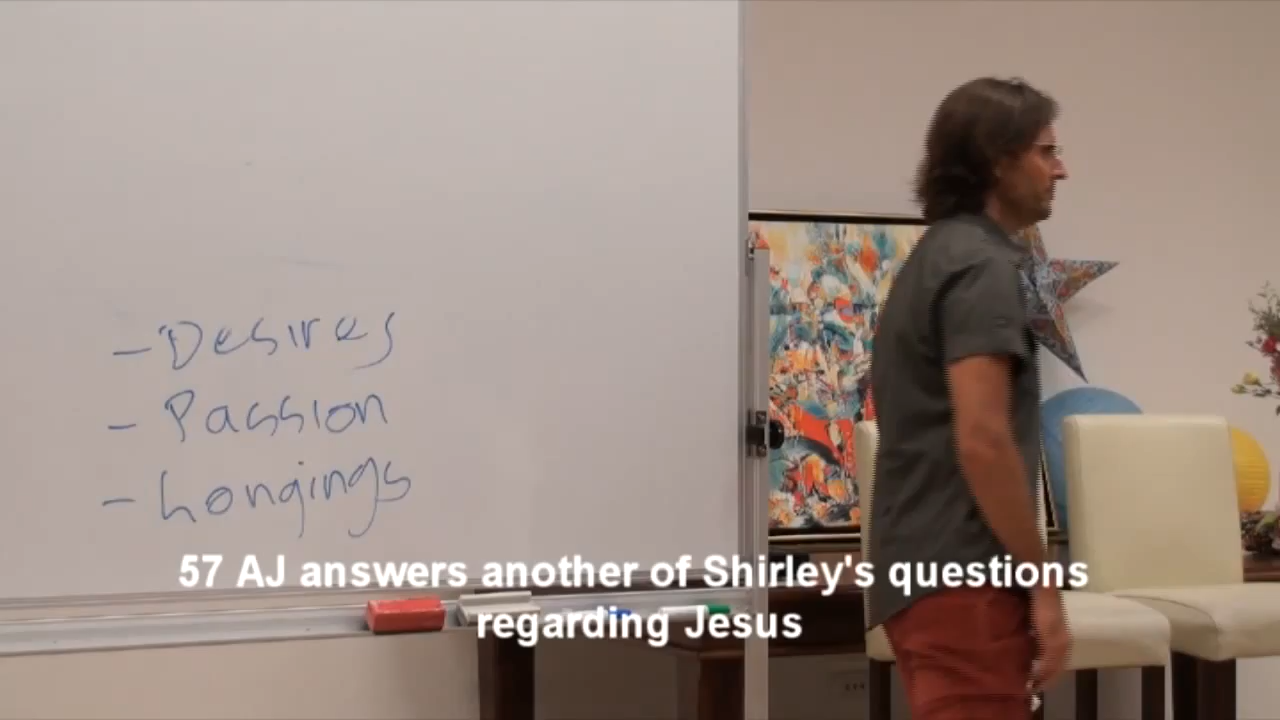 - Desires
- Passion
- Longings
57 AJ answers another of Shirley's questions
regarding Jesus